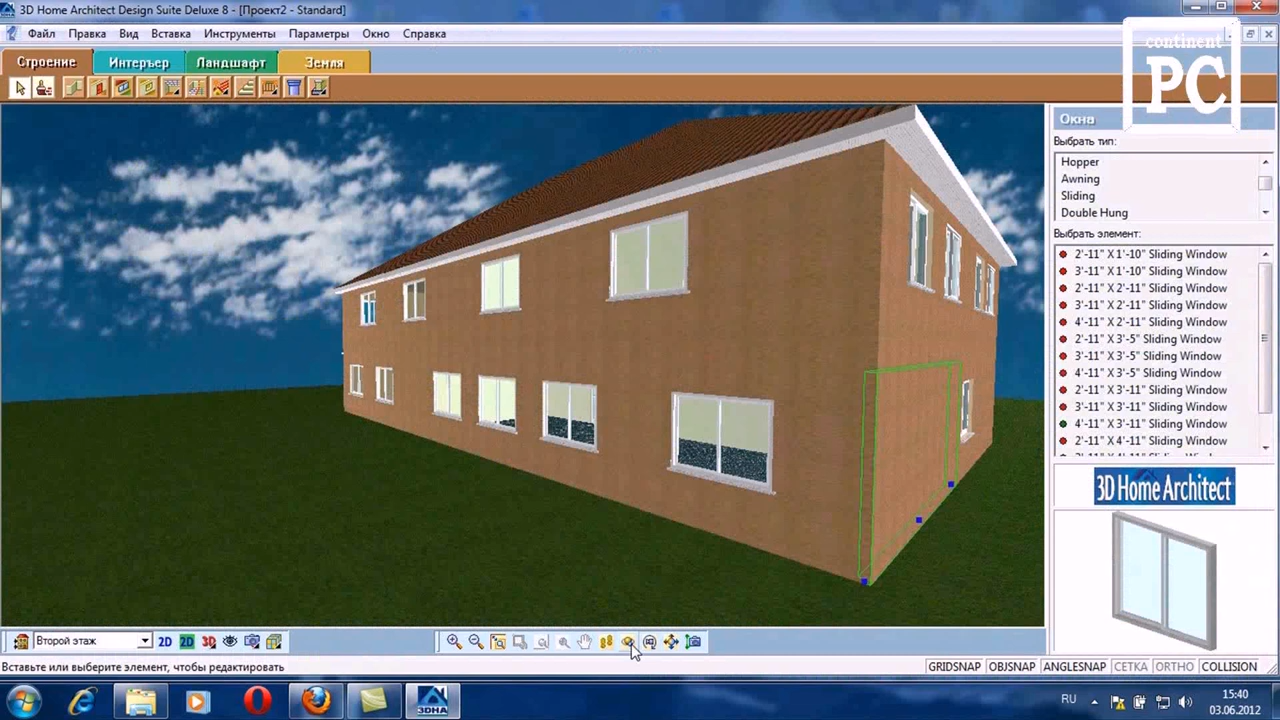 3D Home Architect Design Suite Deluxe 8 - [Проект2 - Standard]
Файл Правка Вид Вставка Инструменты Параметры Окно Справка
continent
PC
Строение Интерьер Ландшафт Земля
Окна
Выбрать тип:
Hopper
Awning
Sliding
Double Hung
Выбрать элемент:
2'-11" X 1'-10" Sliding Window
3'-11" X 1'-10" Sliding Window
2'-11" X 2'-11" Sliding Window
3'-11" X 2'-11" Sliding Window
4'-11" X 2'-11" Sliding Window
2'-11" X 3'-5" Sliding Window
3'-11" X 3'-5" Sliding Window
4'-11" X 3'-5" Sliding Window
2'-11" X 3'-11" Sliding Window
3'-11" X 3'-11" Sliding Window
4'-11" X 3'-11" Sliding Window
2'-11" X 4'-11" Sliding Window
3D Home Architect
Второй этаж 2D 2D 3D
Вставьте или выберите элемент, чтобы редактировать
GRIDSNAP OBJSNAP ANGLESNAP СЕТКА ORTHO COLLISION
3DHA
RU
15:40
03.06.2012